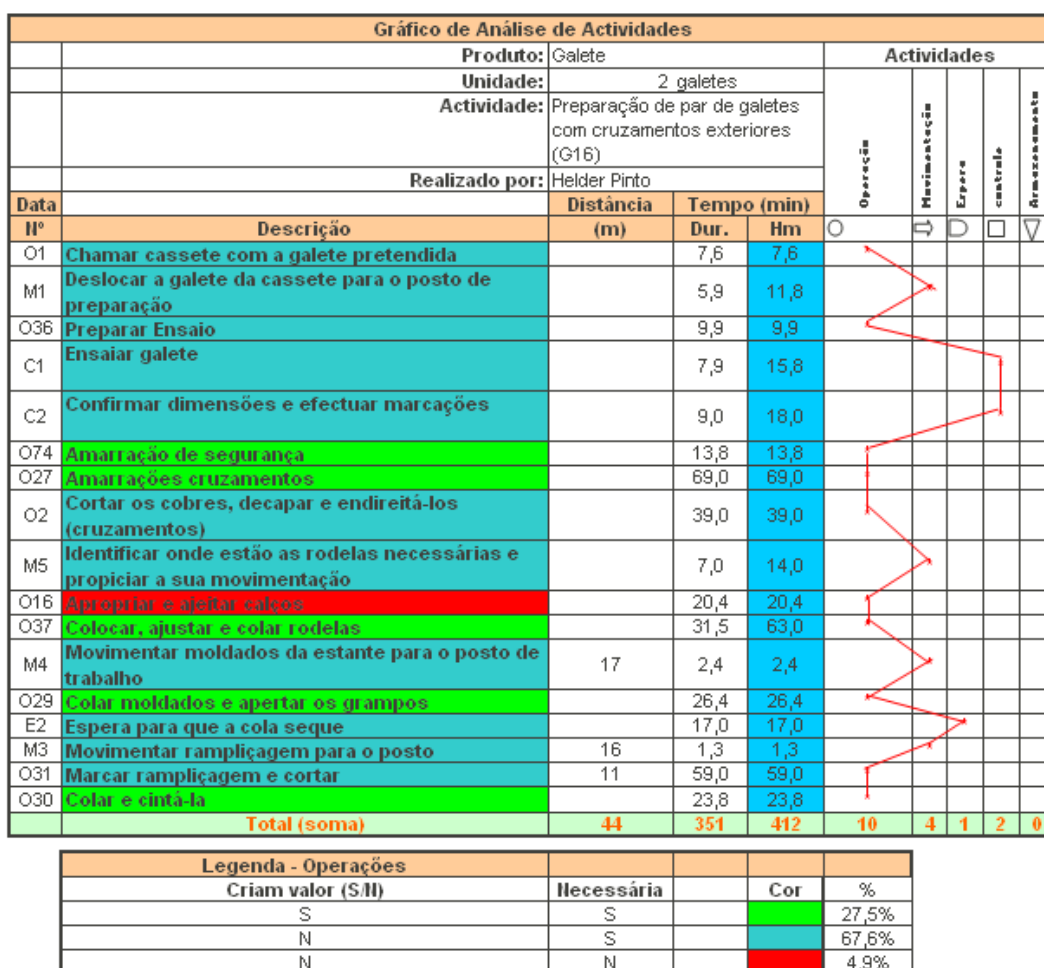 Gráfico de Análise de Actividades
Produto: Galete Actividades
Unidade: 2 galetes
Actividade: Preparação de par de galetes
com cruzamentos exteriores
(G16)
Realizado por: Helder Pinto
Operação Movimentação Espera controlo Armazenamento
Data Distância Tempo (min)
Nº Descrição (m) Dur. Hm
O1 Chamar cassete com a galete pretendida 7,6 7,6
M1 Deslocar a galete da cassete para o posto de
preparação 5,9 11,8
O36 Preparar Ensaio 9,9 9,9
C1 Ensaiar galete 7,9 15,8
C2 Confirmar dimensões e efectuar marcações 9,0 18,0
O74 Amarração de segurança 13,8 13,8
O27 Amarrações cruzamentos 69,0 69,0
O2 Cortar os cobres, decapar e endireitá-los
(cruzamentos) 39,0 39,0
M5 Identificar onde estão as rodelas necessárias e
propiciar a sua movimentação 7,0 14,0
O16 Apropriar e ajeitar calços 20,4 20,4
O37 Colocar, ajustar e colar rodelas 31,5 63,0
M4 Movimentar moldados da estante para o posto de
trabalho 17 2,4 2,4
O29 Colar moldados e apertar os grampos 26,4 26,4
E2 Espera para que a cola seque 17,0 17,0
M3 Movimentar rampliçagem para o posto 16 1,3 1,3
O31 Marcar rampliçagem e cortar 11 59,0 59,0
O30 Colar e cintá-la 23,8 23,8
Total (soma) 44 351 412 10 4 1 2 0
Legenda - Operações
Criam valor (S/N) Necessária Cor %
S S 27,5%
N S 67,6%
N N 4,9%